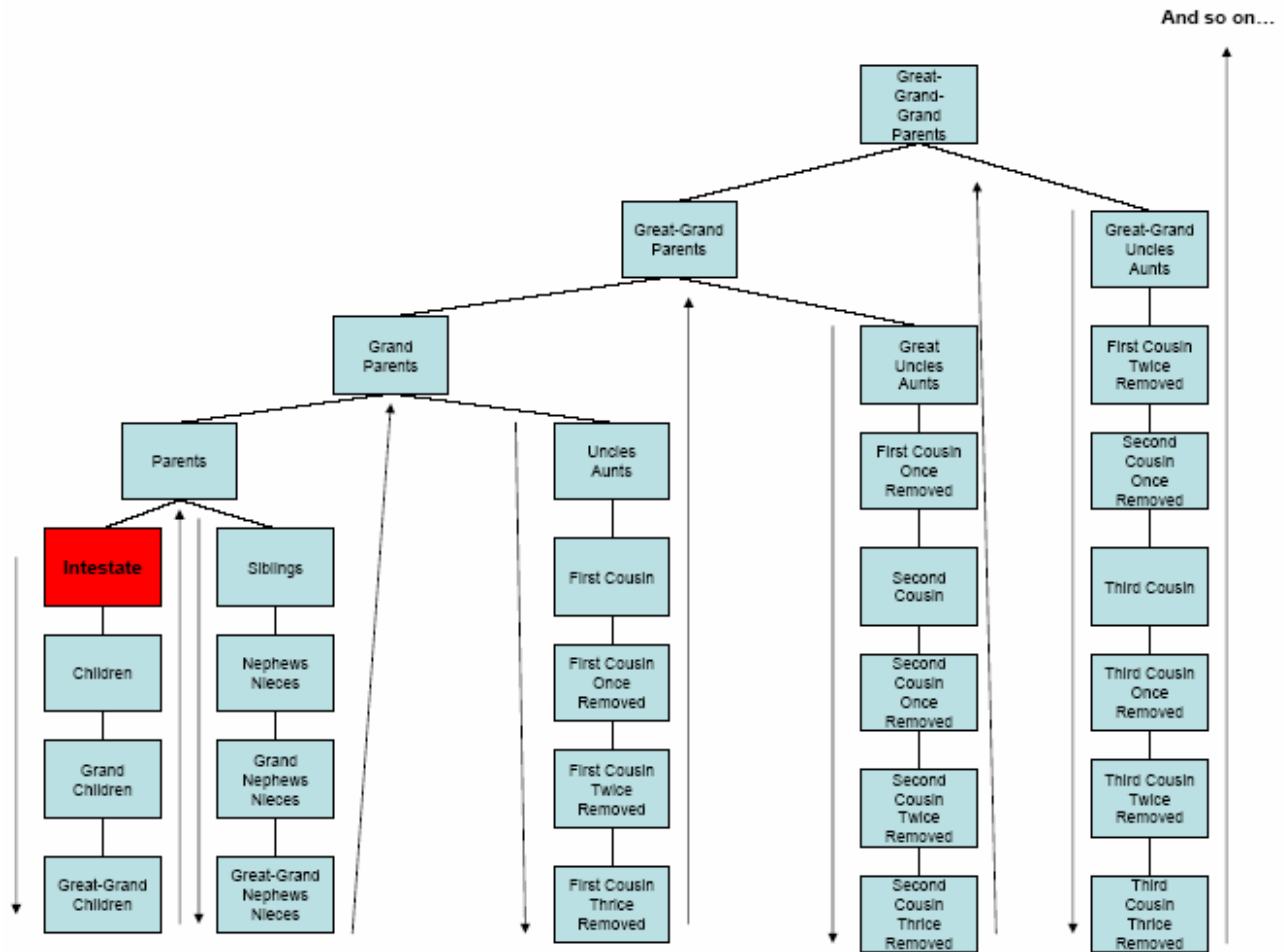 And so on...
Great-
Grand-
Grand
Parents
Great-Grand
Parents
Great-Grand
Uncles
Aunts
Grand
Parents
Great
Uncles
Aunts
First Cousin
Twice
Removed
Parents
Uncles
Aunts
First Cousin
Once
Removed
Second
Cousin
Once
Removed
Intestate
Siblings
First Cousin
Second
Cousin
Third Cousin
Children
Nephews
Nieces
First Cousin
Once
Removed
Second
Cousin
Once
Removed
Third Cousin
Once
Removed
Grand
Children
Grand
Nephews
Nieces
First Cousin
Twice
Removed
Second
Cousin
Twice
Removed
Third Cousin
Twice
Removed
Great-Grand
Children
Great-Grand
Nephews
Nieces
First Cousin
Thrice
Removed
Second
Cousin
Thrice
Removed
Third
Cousin
Thrice
Removed